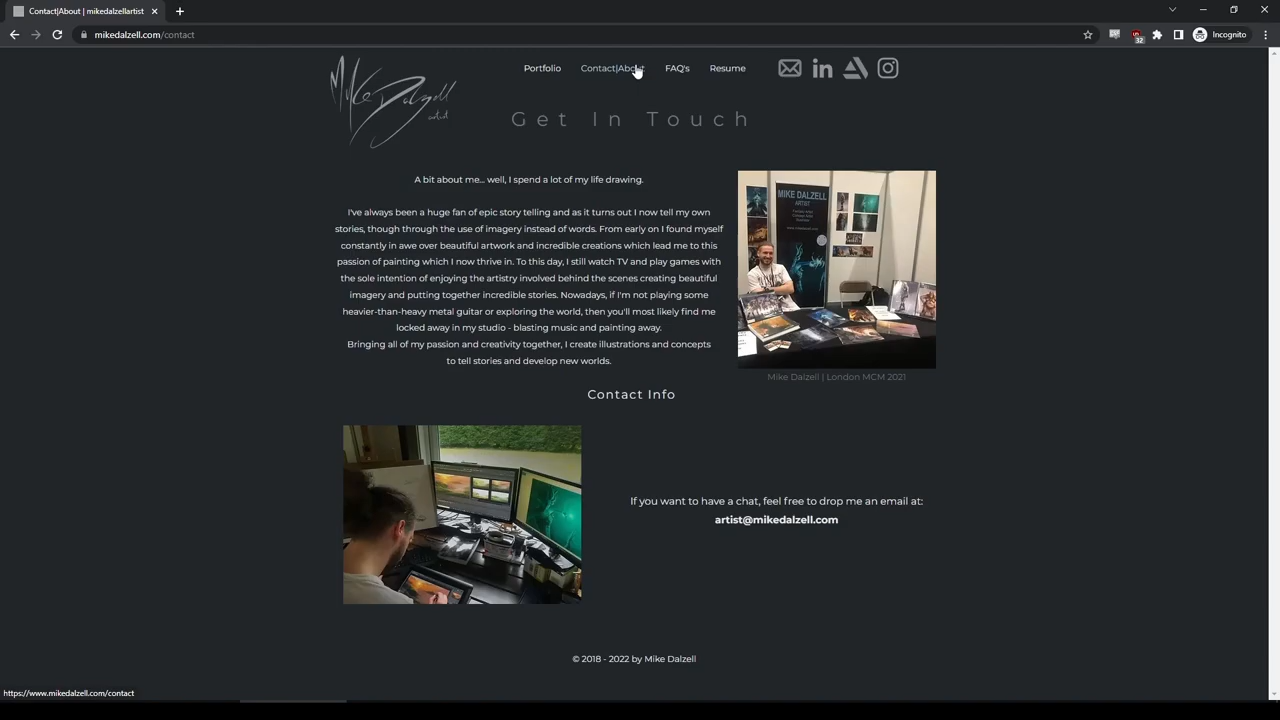 Contact|About | mikedalzellartist
mikedalzell.com/contact
32
Incognito
Mike Dalzell
artist
Portfolio
Contact|About
FAQ's
Resume
Get In Touch
A bit about me... well, I spend a lot of my life drawing.
I've always been a huge fan of epic story telling and as it turns out I now tell my own
stories, though through the use of imagery instead of words. From early on I found myself
constantly in awe over beautiful artwork and incredible creations which lead me to this
passion of painting which I now thrive in. To this day, I still watch TV and play games with
the sole intention of enjoying the artistry involved behind the scenes creating beautiful
imagery and putting together incredible stories. Nowadays, if I'm not playing some
heavier-than-heavy metal guitar or exploring the world, then you'll most likely find me
locked away in my studio - blasting music and painting away.
Bringing all of my passion and creativity together, I create illustrations and concepts
to tell stories and develop new worlds.
MIKE DALZELL
ARTIST
Mike Dalzell | London MCM 2021
Contact Info
If you want to have a chat, feel free to drop me an email at:
artist@mikedalzell.com
© 2018 - 2022 by Mike Dalzell
https://www.mikedalzell.com/contact